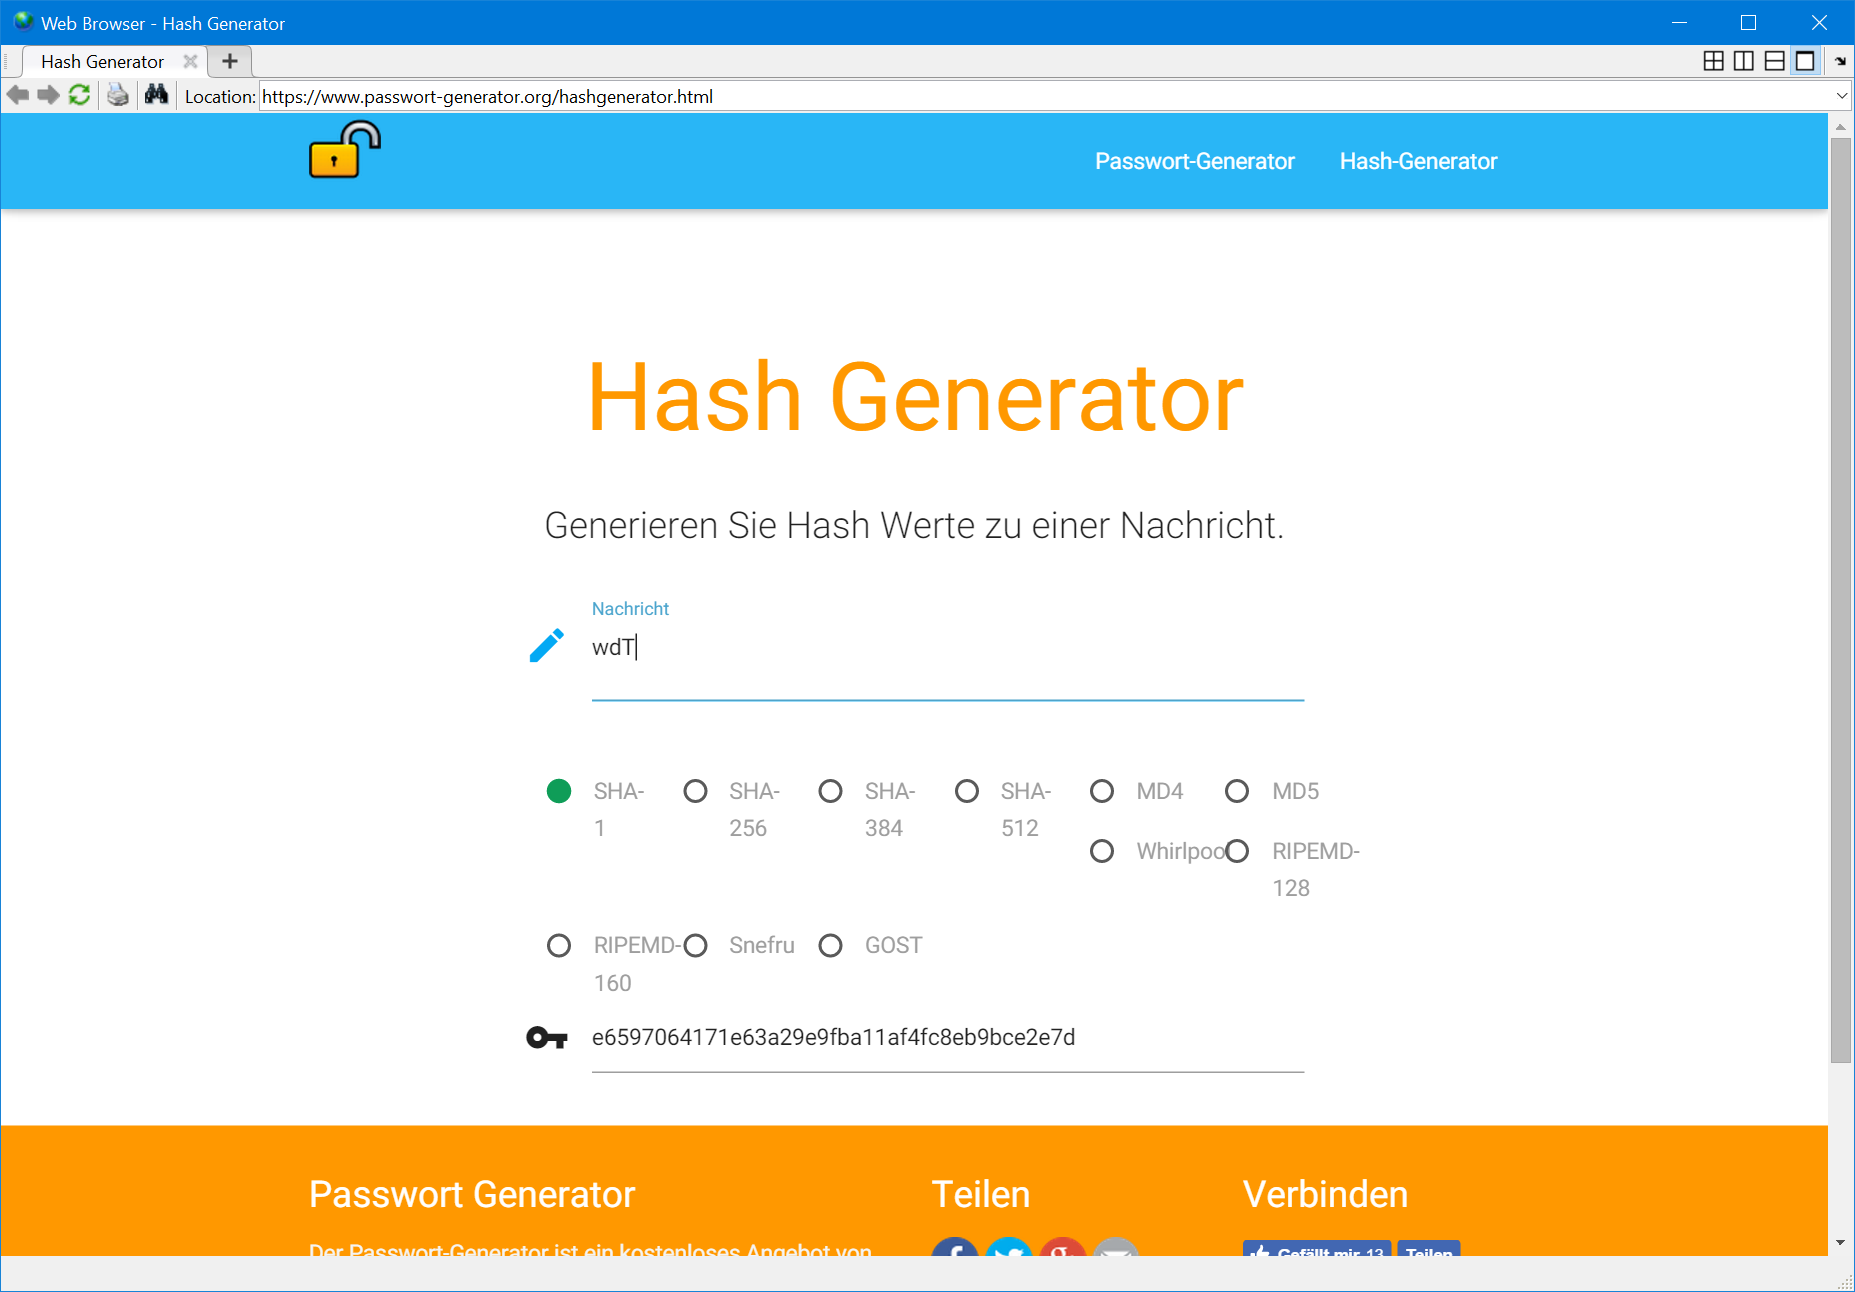 Web Browser - Hash Generator
Hash Generator
Location: https://www.passwort-generator.org/hashgenerator.html
Passwort-Generator Hash-Generator
Hash Generator
Generieren Sie Hash Werte zu einer Nachricht.
Nachricht
wdT
SHA-1 SHA-256 SHA-384 SHA-512 MD4 MD5
Whirlpool RIPEMD-128
RIPEMD-160 Snefru GOST
e6597064171e63a29e9fba11af4fc8eb9bce2e7d
Passwort Generator Teilen Verbinden
Der Passwort-Generator ist ein kostenloses Angebot von
Gefällt mir 13 Teilen